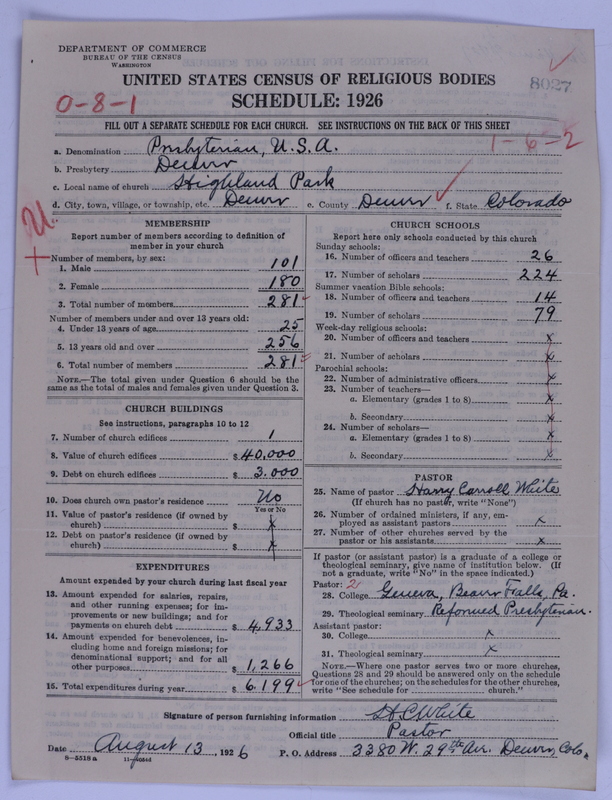 DEPARTMENT OF COMMERCE
BUREAU OF THE CENSUS
WASHINGTON
UNITED STATES CENSUS OF RELIGIOUS BODIES
8027
SCHEDULE: 1926
0-8-1
FILL OUT A SEPARATE SCHEDULE FOR EACH CHURCH. SEE INSTRUCTIONS ON THE BACK OF THIS SHEET
1-6-2
a. Denomination Presbyterian, U.S.A.
b. Presbytery Denver
c. Local name of church Highland Park
d. City, town, village, or township, etc. Denver e. County Denver f. State Colorado
MEMBERSHIP
Report number of members according to definition of
member in your church
Number of members, by sex:
1. Male 101
2. Female 180
3. Total number of members 281
Number of members under and over 13 years old:
4. Under 13 years of age 25
5. 13 years old and over 256
6. Total number of members 281
NOTE.—The total given under Question 6 should be the
same as the total of males and females given under Question 3.
CHURCH BUILDINGS
See instructions, paragraphs 10 to 12
7. Number of church edifices 1
8. Value of church edifices $ 40,000
9. Debt on church edifices $ 3.000
10. Does church own pastor's residence No
Yes or No
11. Value of pastor's residence (if owned by
church) $ x
12. Debt on pastor's residence (if owned by
church) $ x
EXPENDITURES
Amount expended by your church during last fiscal year
13. Amount expended for salaries, repairs,
and other running expenses; for im-
provements or new buildings; and for
payments on church debt $ 4,933
14. Amount expended for benevolences, in-
cluding home and foreign missions; for
denominational support; and for all
other purposes $ 1,266
15. Total expenditures during year $ 6.199
CHURCH SCHOOLS
Report here only schools conducted by this church
Sunday schools:
16. Number of officers and teachers 26
17. Number of scholars 224
Summer vacation Bible schools:
18. Number of officers and teachers 14
19. Number of scholars 79
Week-day religious schools:
20. Number of officers and teachers x
21. Number of scholars x
Parochial schools:
22. Number of administrative officers x
23. Number of teachers—
a. Elementary (grades 1 to 8) x
b. Secondary x
24. Number of scholars—
a. Elementary (grades 1 to 8) x
b. Secondary x
PASTOR
25. Name of pastor Harry Carroll White
(If church has no pastor, write "None")
26. Number of ordained ministers, if any, em-
ployed as assistant pastors x
27. Number of other churches served by the
pastor or his assistants x
If pastor (or assistant pastor) is a graduate of a college or
theological seminary, give name of institution below. (If
not a graduate, write "No" in the space indicated.)
Pastor: 2
28. College Geneva, Beaver Falls, Pa.
29. Theological seminary Reformed Presbyterian.
Assistant pastor:
30. College x
31. Theological seminary x
NOTE.—Where one pastor serves two or more churches,
Questions 28 and 29 should be answered only on the schedule
for one of the churches; on the schedules for the other churches,
write "See schedule for church."
Signature of person furnishing information H.C. White
Official title Pastor
Date August 13, 1926 P. O. Address 3380 W. 29th Av. Denver, Colo.
8-5518a